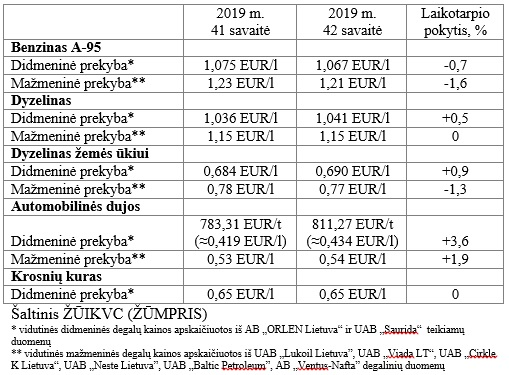 2019 m. 2019 m. Laikotarpio
41 savaitė 42 savaitė pokytis, %
Benzinas A-95
Didmeninė prekyba* 1,075 EUR/l 1,067 EUR/l -0,7
Mažmeninė prekyba** 1,23 EUR/l 1,21 EUR/l -1,6
Dyzelinas
Didmeninė prekyba* 1,036 EUR/l 1,041 EUR/l +0,5
Mažmeninė prekyba** 1,15 EUR/l 1,15 EUR/l 0
Dyzelinas žemės ūkiui
Didmeninė prekyba* 0,684 EUR/l 0,690 EUR/l +0,9
Mažmeninė prekyba** 0,78 EUR/l 0,77 EUR/l -1,3
Automobilinės dujos
783,31 EUR/t 811,27 EUR/t
Didmeninė prekyba* (≈0,419 EUR/l) (≈0,434 EUR/l) +3,6
Mažmeninė prekyba** 0,53 EUR/l 0,54 EUR/l +1,9
Krosnių kuras
Didmeninė prekyba* 0,65 EUR/l 0,65 EUR/l 0
Šaltinis ŽŪIKVC (ŽŪMPRIS)
* vidutinės didmeninės degalų kainos apskaičiuotos iš AB „ORLEN Lietuva“ ir UAB „Saurida“ teikiamų
duomenų
** vidutinės mažmeninės degalų kainos apskaičiuotos iš UAB „Lukoil Lietuva”, UAB „Viada LT“, UAB „Cirkle
K Lietuva“, UAB „Neste Lietuva”, UAB „Baltic Petroleum”, AB „Ventus-Nafta” degalinių duomenų